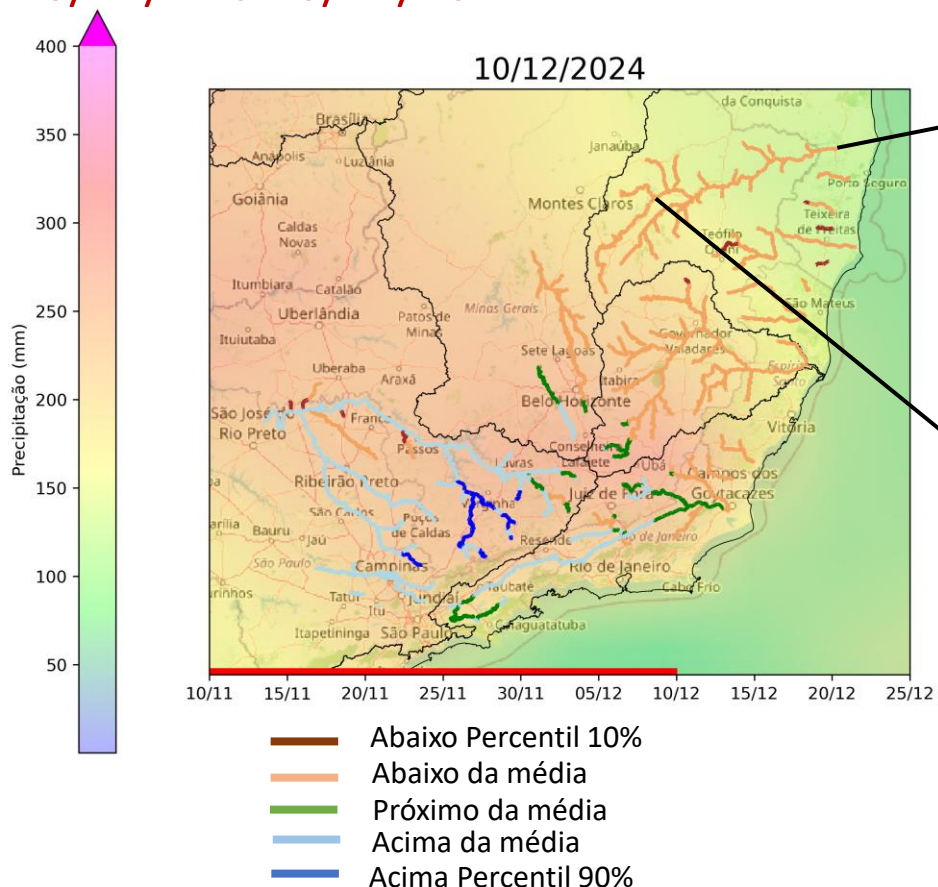 10/12/2024
400
350
300
250
200
150
100
50
Precipitação (mm)
da Conquista
Brasília
Anápolis
Luziânia
Janaúba
Goiânia
Montes Claros
Porto Seguro
Caldas
Novas
Teixeira
de Freitas
Teófilo
Otoni
Itumbiara
Catalão
Minas Gerais
São Mateus
Uberlândia
Patos de
Minas
Governador
Valadares
Ituiutaba
Sete Lagoas
Espírito
Santo
Uberaba
Araxá
Itabira
Belo Horizonte
São José do
Rio Preto
Franca
Vitória
Passos
Conselheiro
Lafaiete
Lavras
Ubá
Campos dos
Goytacazes
Ribeirão Preto
Varginha
Juiz de Fora
São Carlos
Poços
de Caldas
Bauru
Jaú
Resende
Rio de Janeiro
São Paulo
Campinas
Rio de Janeiro
Taubaté
Cabo Frio
Tatuí
Jundiaí
Itu
Caraguatatuba
Itapetininga
São Paulo
10/11
15/11
20/11
25/11
30/11
05/12
10/12
15/12
20/12
25/12
Abaixo Percentil 10%
Abaixo da média
Próximo da média
Acima da média
Acima Percentil 90%